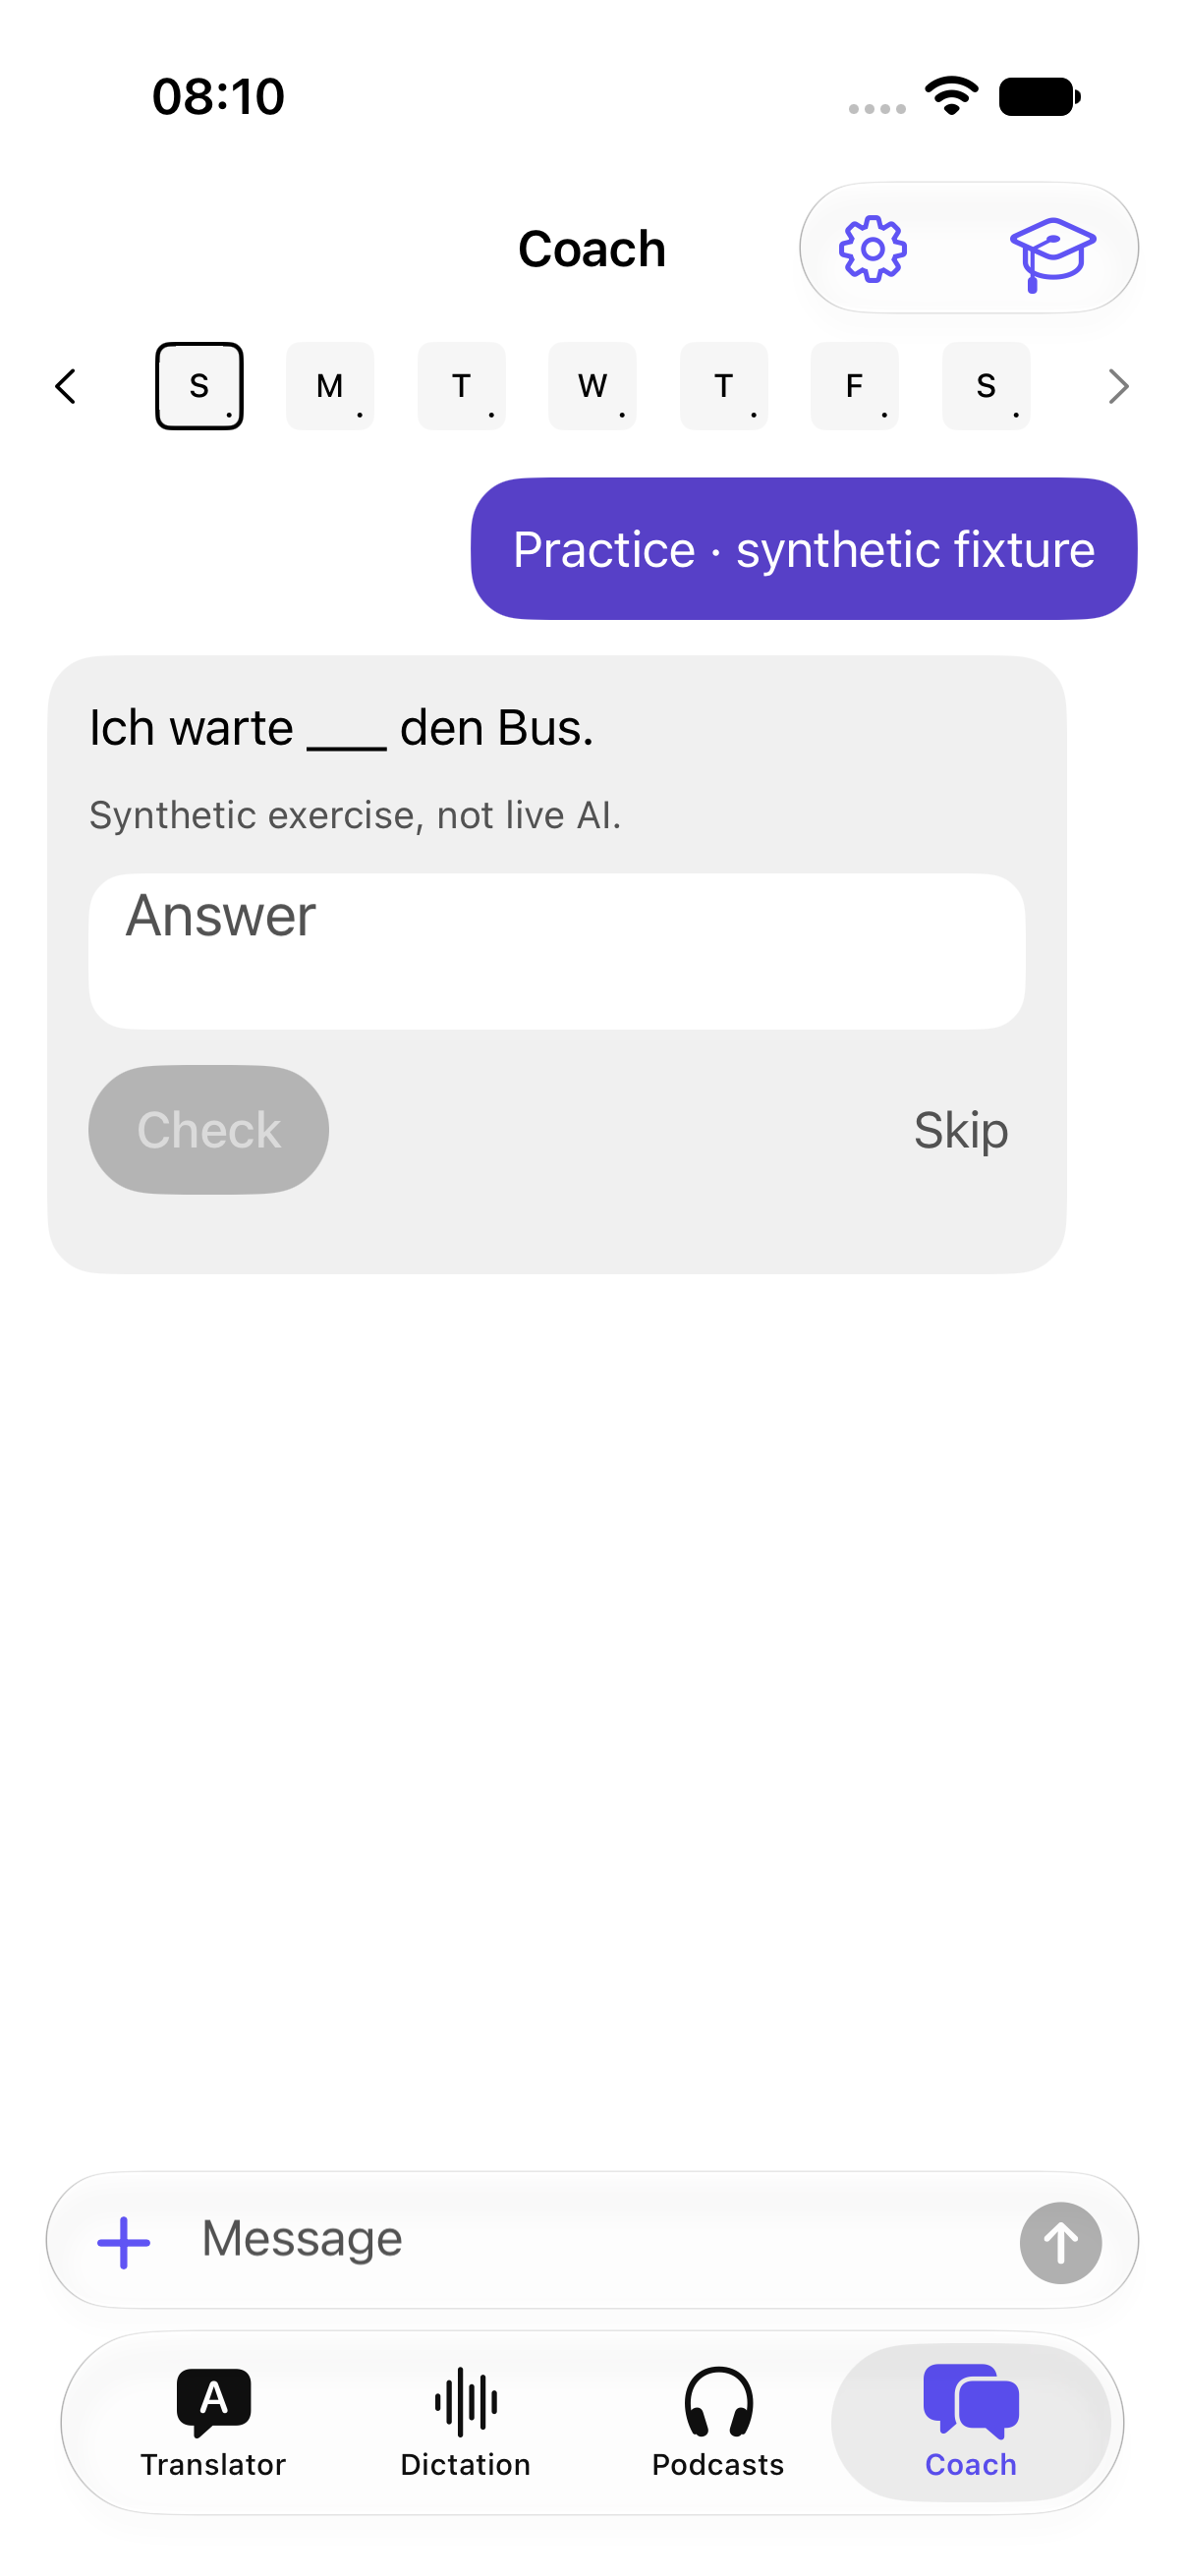 08:10
Coach
S M T W T F S
Practice · synthetic fixture
Ich warte ___ den Bus.
Synthetic exercise, not live AI.
Answer
Check Skip
Message
A
Translator Dictation Podcasts Coach